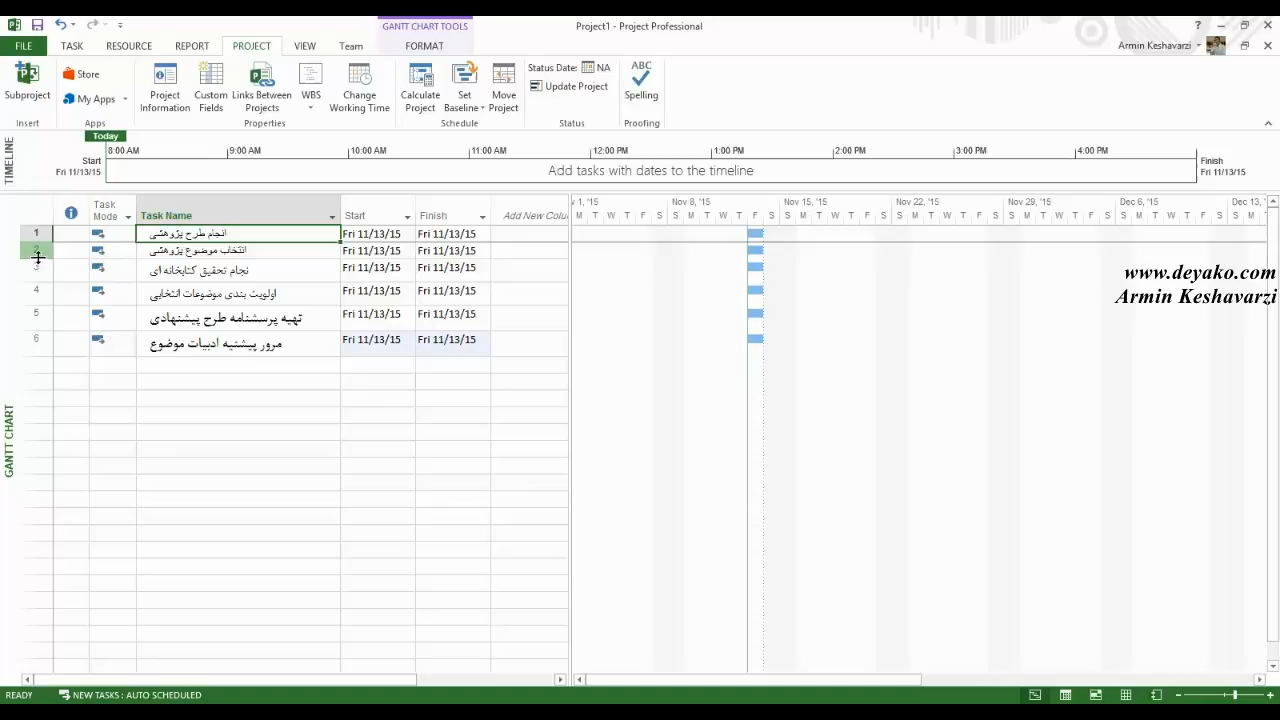 GANTT CHART TOOLS
Project1 - Project Professional
FILE TASK RESOURCE REPORT PROJECT VIEW Team FORMAT
Armin Keshavarzi
Subproject
Insert
Store
My Apps
Apps
Project Information
Custom Fields
Links Between Projects
WBS
Change Working Time
Properties
Calculate Project
Set Baseline
Move Project
Schedule
Status Date: NA
Update Project
Status
ABC
Spelling
Proofing
TIMELINE
Today
Start
Fri 11/13/15
8:00 AM 9:00 AM 10:00 AM 11:00 AM 12:00 PM 1:00 PM 2:00 PM 3:00 PM 4:00 PM
Add tasks with dates to the timeline
Finish
Fri 11/13/15
Task Mode Task Name Start Finish Add New Colu
1, '15 Nov 8, '15 Nov 15, '15 Nov 22, '15 Nov 29, '15 Dec 6, '15 Dec 13,
M T W T F S S M T W T F S S M T W T F S S M T W T F S S M T W T F S S M T W T F S S M
1 انجام طرح پژوهشی Fri 11/13/15 Fri 11/13/15
2 انتخاب موضوع پژوهشی Fri 11/13/15 Fri 11/13/15
3 نجام تحقیق کتابخانه ای Fri 11/13/15 Fri 11/13/15
4 اولویت بندی موضوعات انتخابی Fri 11/13/15 Fri 11/13/15
5 تهیه پرسشنامه طرح پیشنهادی Fri 11/13/15 Fri 11/13/15
6 مرور پیشنیه ادبیات موضوع Fri 11/13/15 Fri 11/13/15
www.deyako.com
Armin Keshavarzi
GANTT CHART
READY NEW TASKS : AUTO SCHEDULED